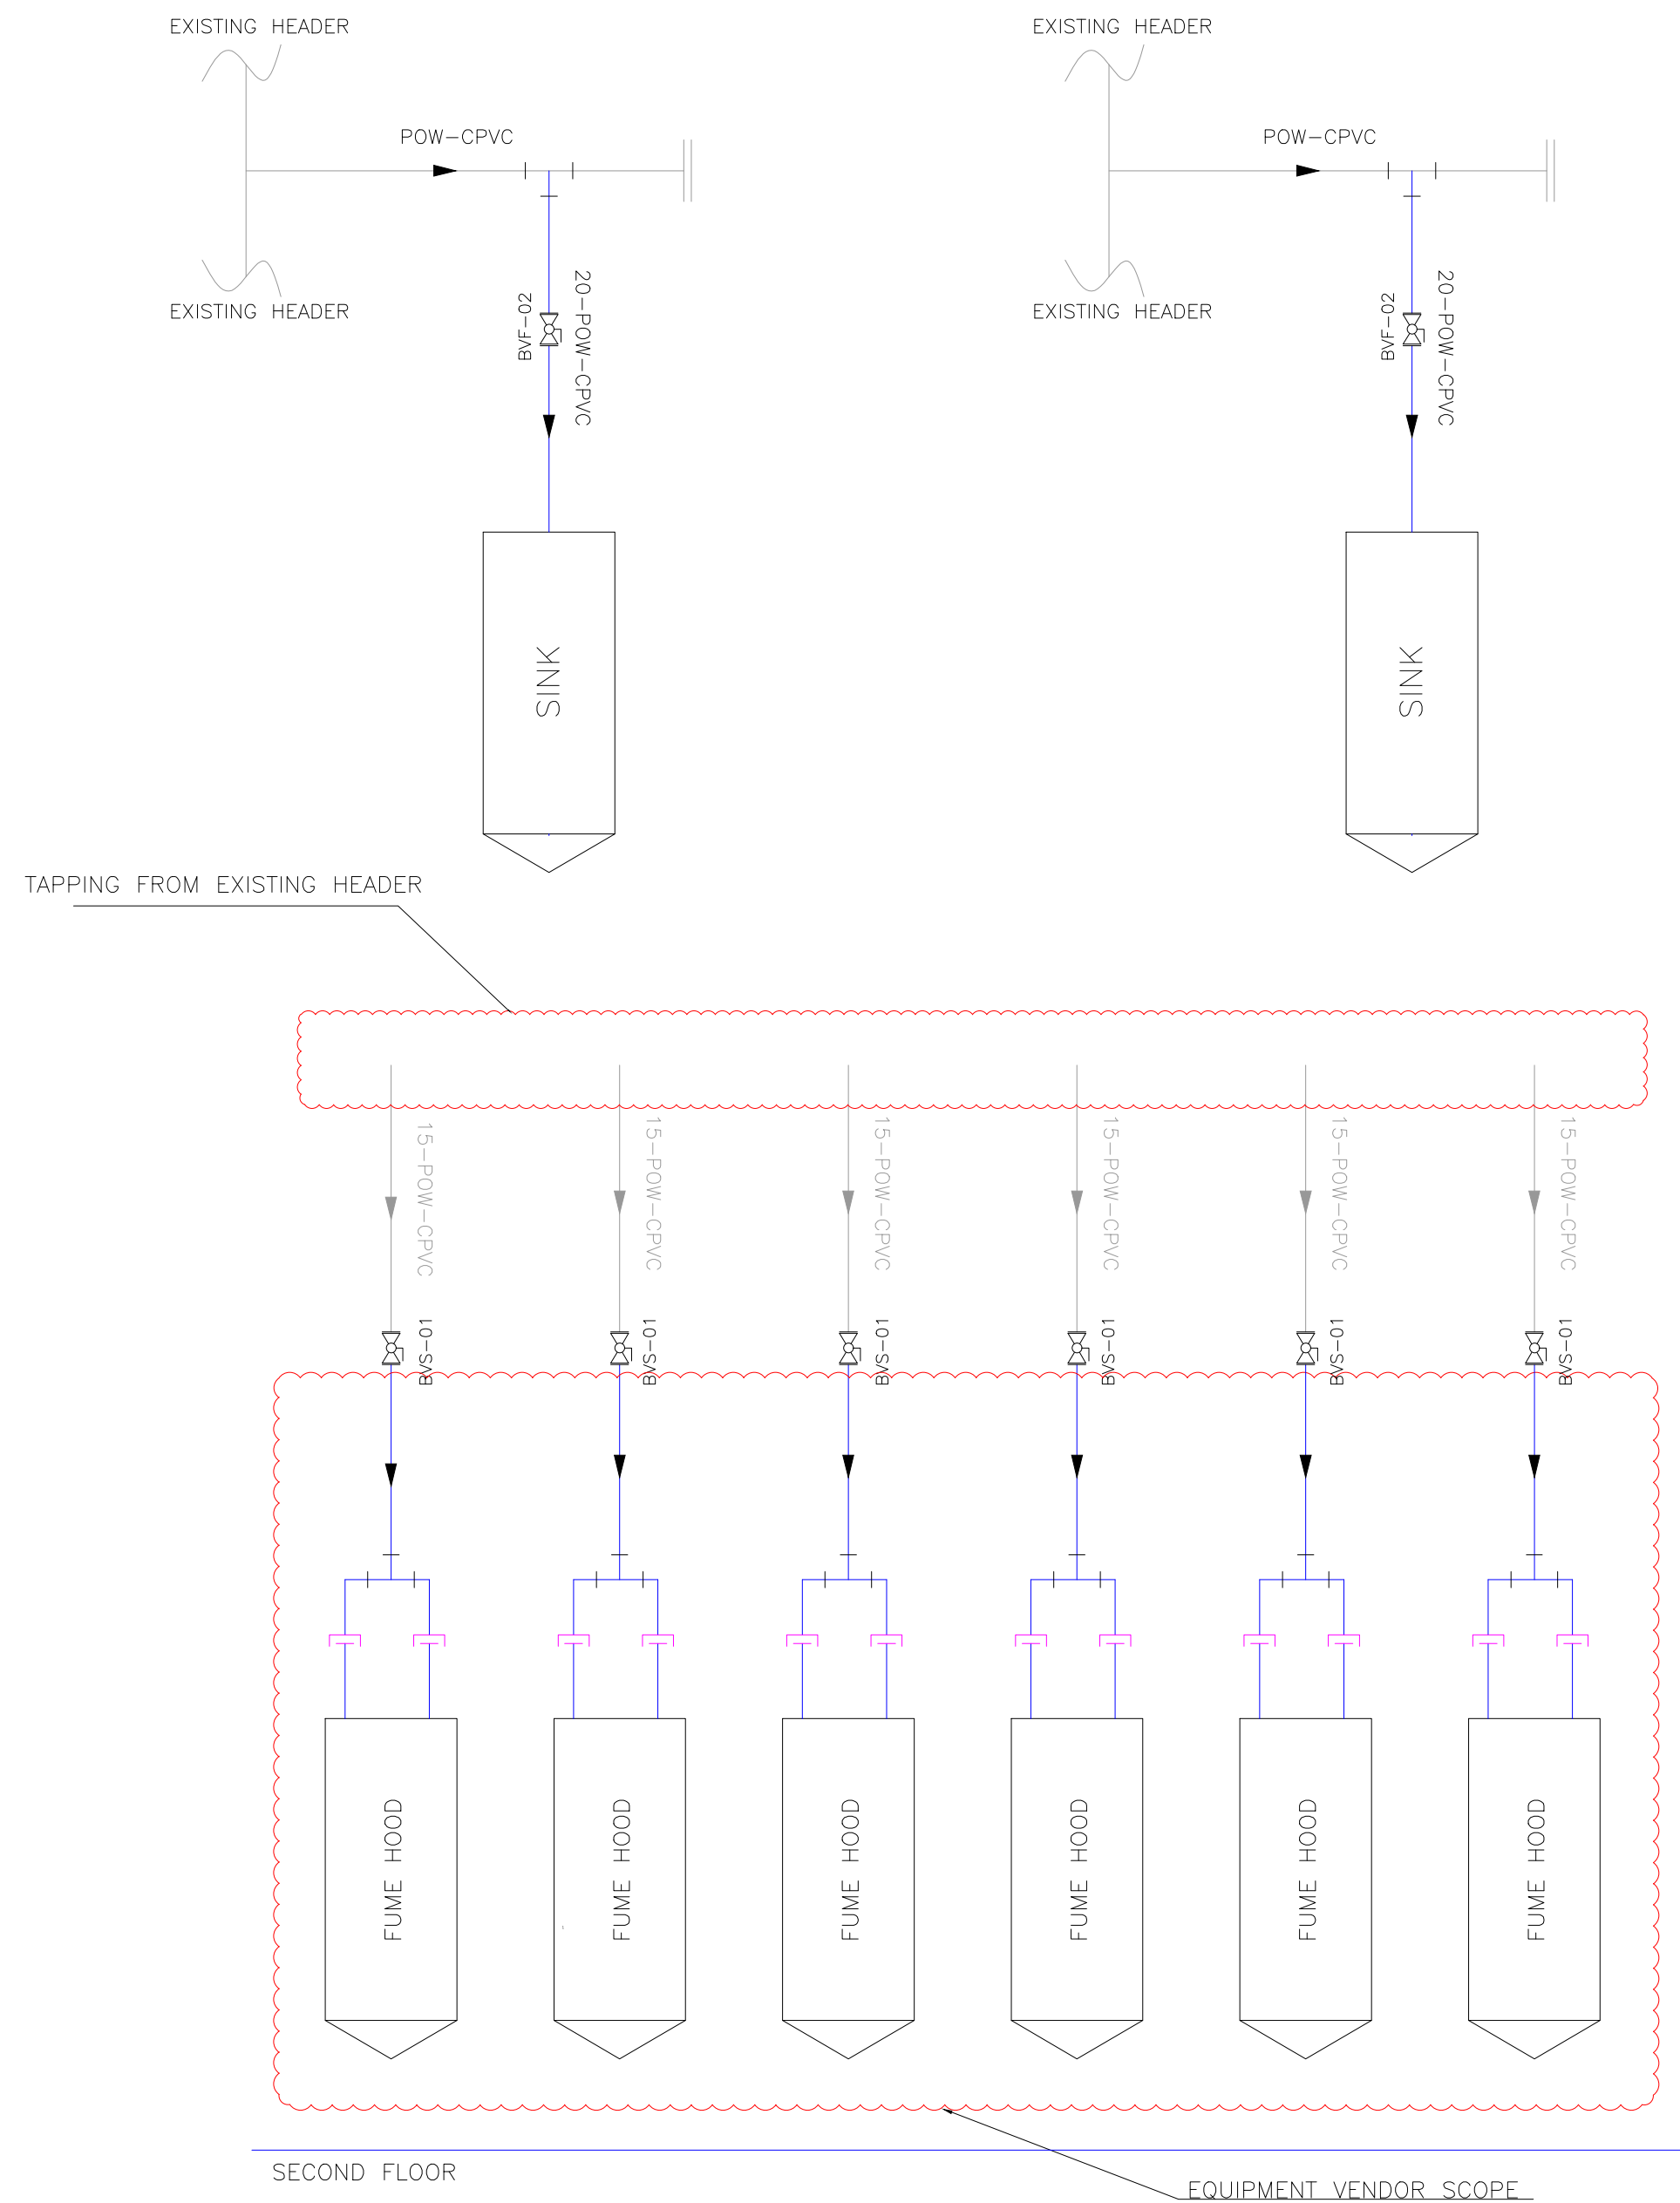 EXISTING HEADER
EXISTING HEADER
POW-CPVC
POW-CPVC
20-POW-CPVC
20-POW-CPVC
BVF-02
BVF-02
EXISTING HEADER
EXISTING HEADER
SINK
SINK
TAPPING FROM EXISTING HEADER
15-POW-CPVC
15-POW-CPVC
15-POW-CPVC
15-POW-CPVC
15-POW-CPVC
15-POW-CPVC
BVS-01
BVS-01
BVS-01
BVS-01
BVS-01
BVS-01
FUME HOOD
FUME HOOD
FUME HOOD
FUME HOOD
FUME HOOD
FUME HOOD
SECOND FLOOR
EQUIPMENT VENDOR SCOPE